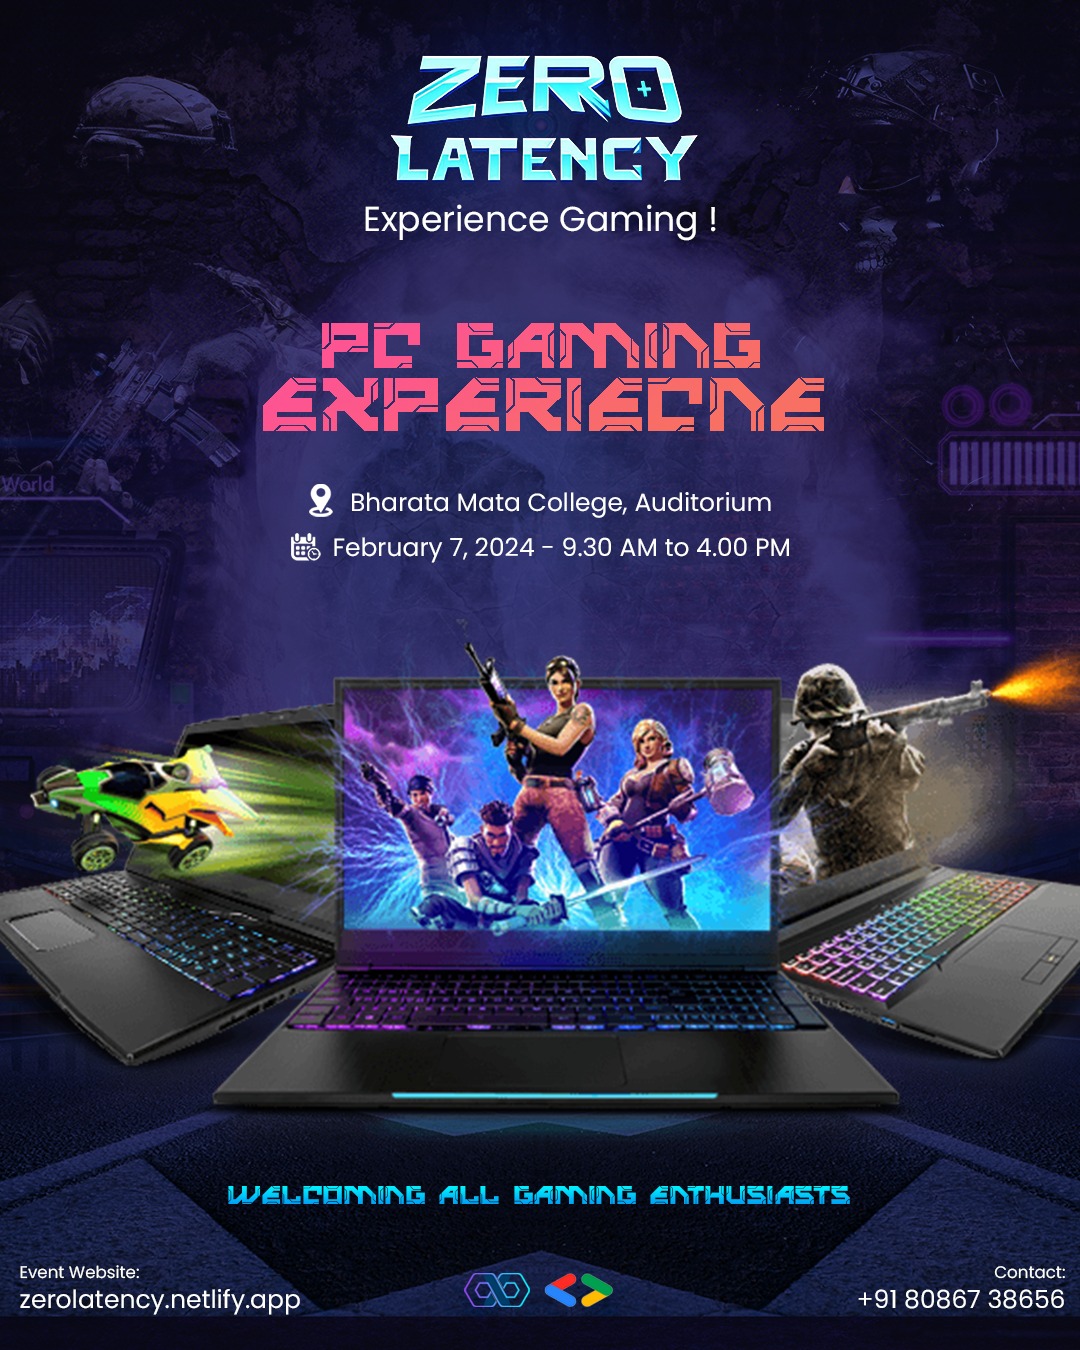 ZERO
LATENCY
Experience Gaming !
PC GAMING
EXPERIECNE
Bharata Mata College, Auditorium
February 7, 2024 - 9.30 AM to 4.00 PM
World
WELCOMING ALL GAMING ENTHUSIASTS
Event Website:
zerolatency.netlify.app
Contact:
+91 80867 38656